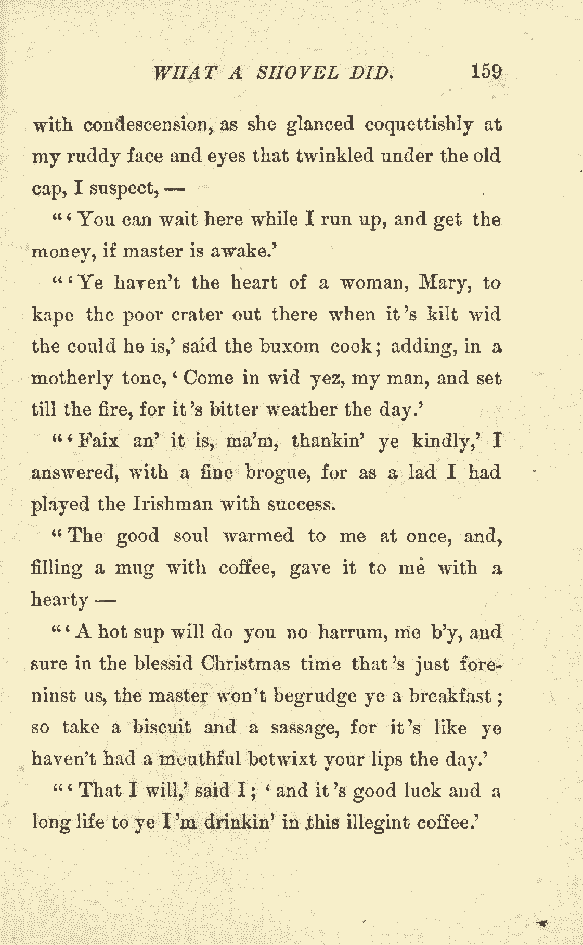 WHAT A SHOVEL DID. 159
with condescension, as she glanced coquettishly at
my ruddy face and eyes that twinkled under the old
cap, I suspect, —
"'You can wait here while I run up, and get the
money, if master is awake.'
"'Ye haven't the heart of a woman, Mary, to
kape the poor crater out there when it's kilt wid
the could he is,' said the buxom cook; adding, in a
motherly tone, 'Come in wid yez, my man, and set
till the fire, for it's bitter weather the day.'
"'Faix an' it is, ma'm, thankin' ye kindly,' I
answered, with a fine brogue, for as a lad I had
played the Irishman with success.
"The good soul warmed to me at once, and,
filling a mug with coffee, gave it to me with a
hearty —
"'A hot sup will do you no harrum, me b'y, and
sure in the blessid Christmas time that's just fore-
ninst us, the master won't begrudge ye a breakfast;
so take a biscuit and a sassage, for it's like ye
haven't had a mouthful betwixt your lips the day.'
"'That I will,' said I; 'and it's good luck and a
long life to ye I'm drinkin' in this illegint coffee.'